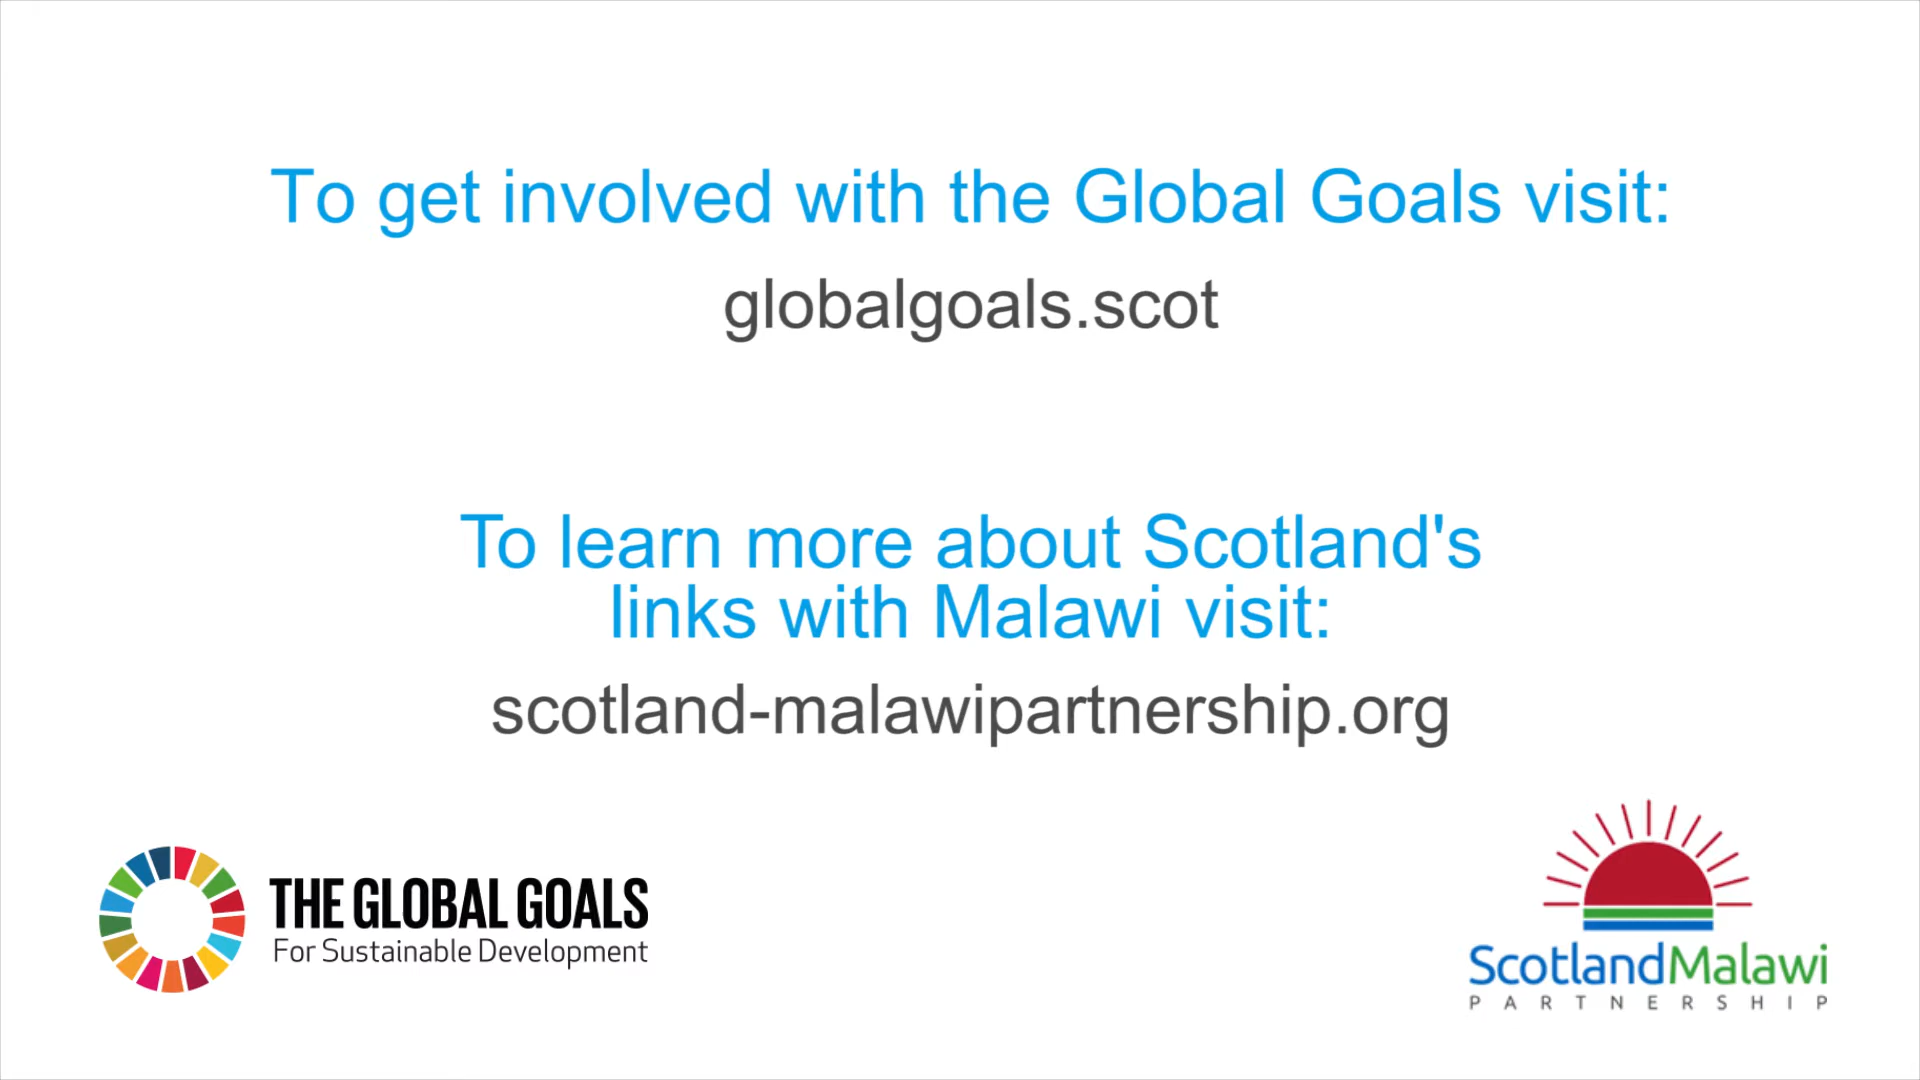 To get involved with the Global Goals visit:
globalgoals.scot
To learn more about Scotland's
links with Malawi visit:
scotland-malawipartnership.org
THE GLOBAL GOALS
For Sustainable Development
ScotlandMalawi
PARTNERSHIP